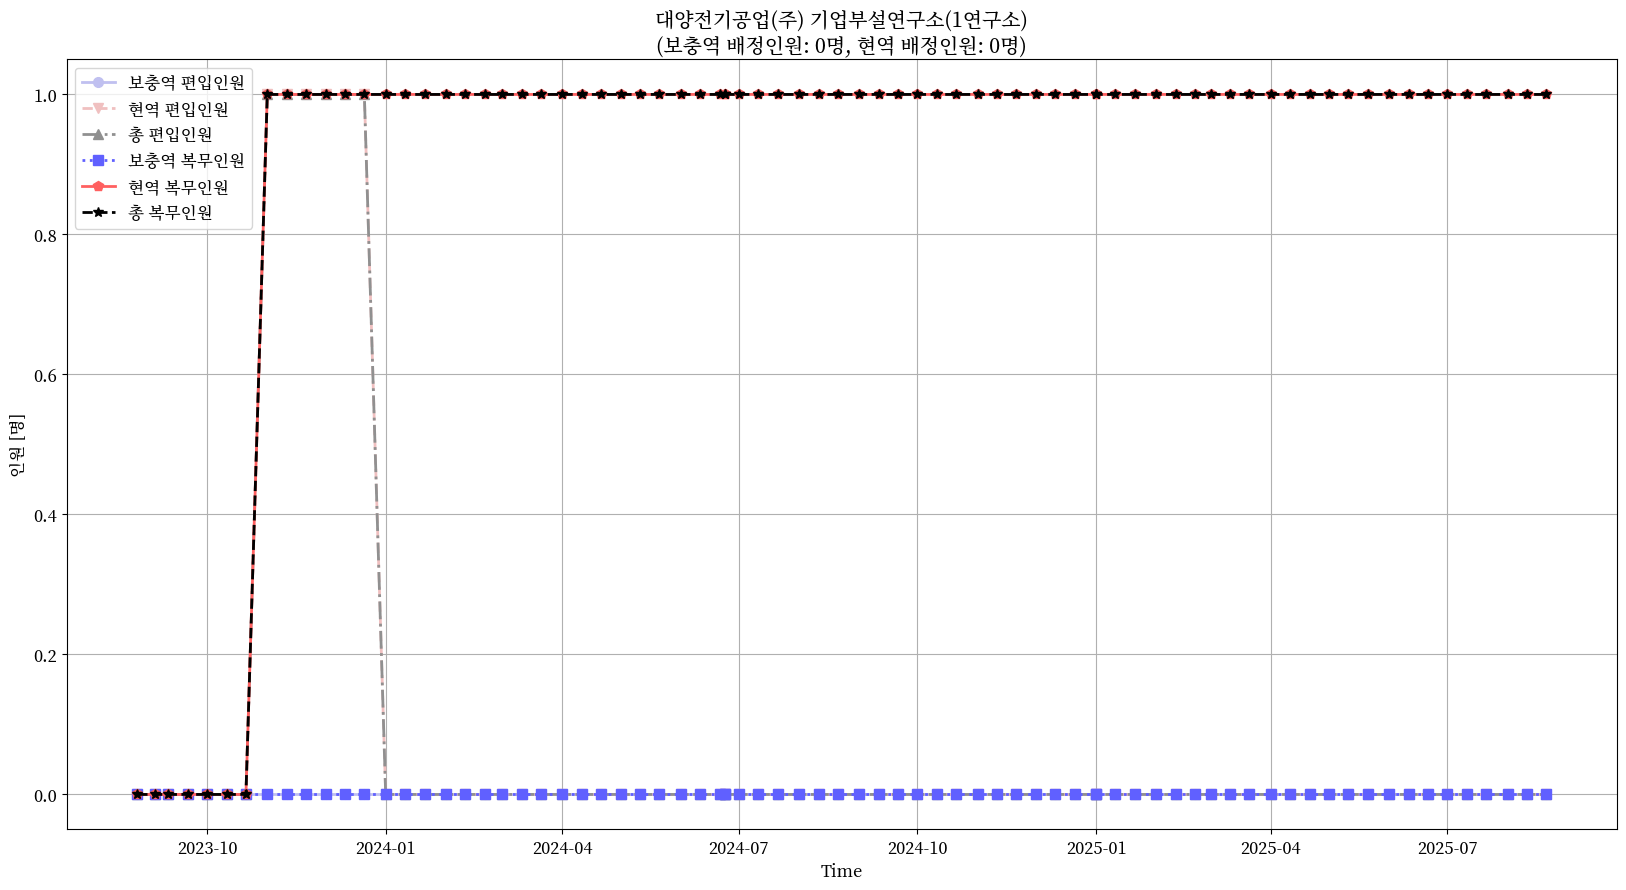 대양전기공업(주) 기업부설연구소(1연구소)
(보충역 배정인원: 0명, 현역 배정인원: 0명)
보충역 편입인원
현역 편입인원
총 편입인원
보충역 복무인원
현역 복무인원
총 복무인원
1.0
0.8
0.6
0.4
0.2
0.0
인원 [명]
2023-10
2024-01
2024-04
2024-07
2024-10
2025-01
2025-04
2025-07
Time